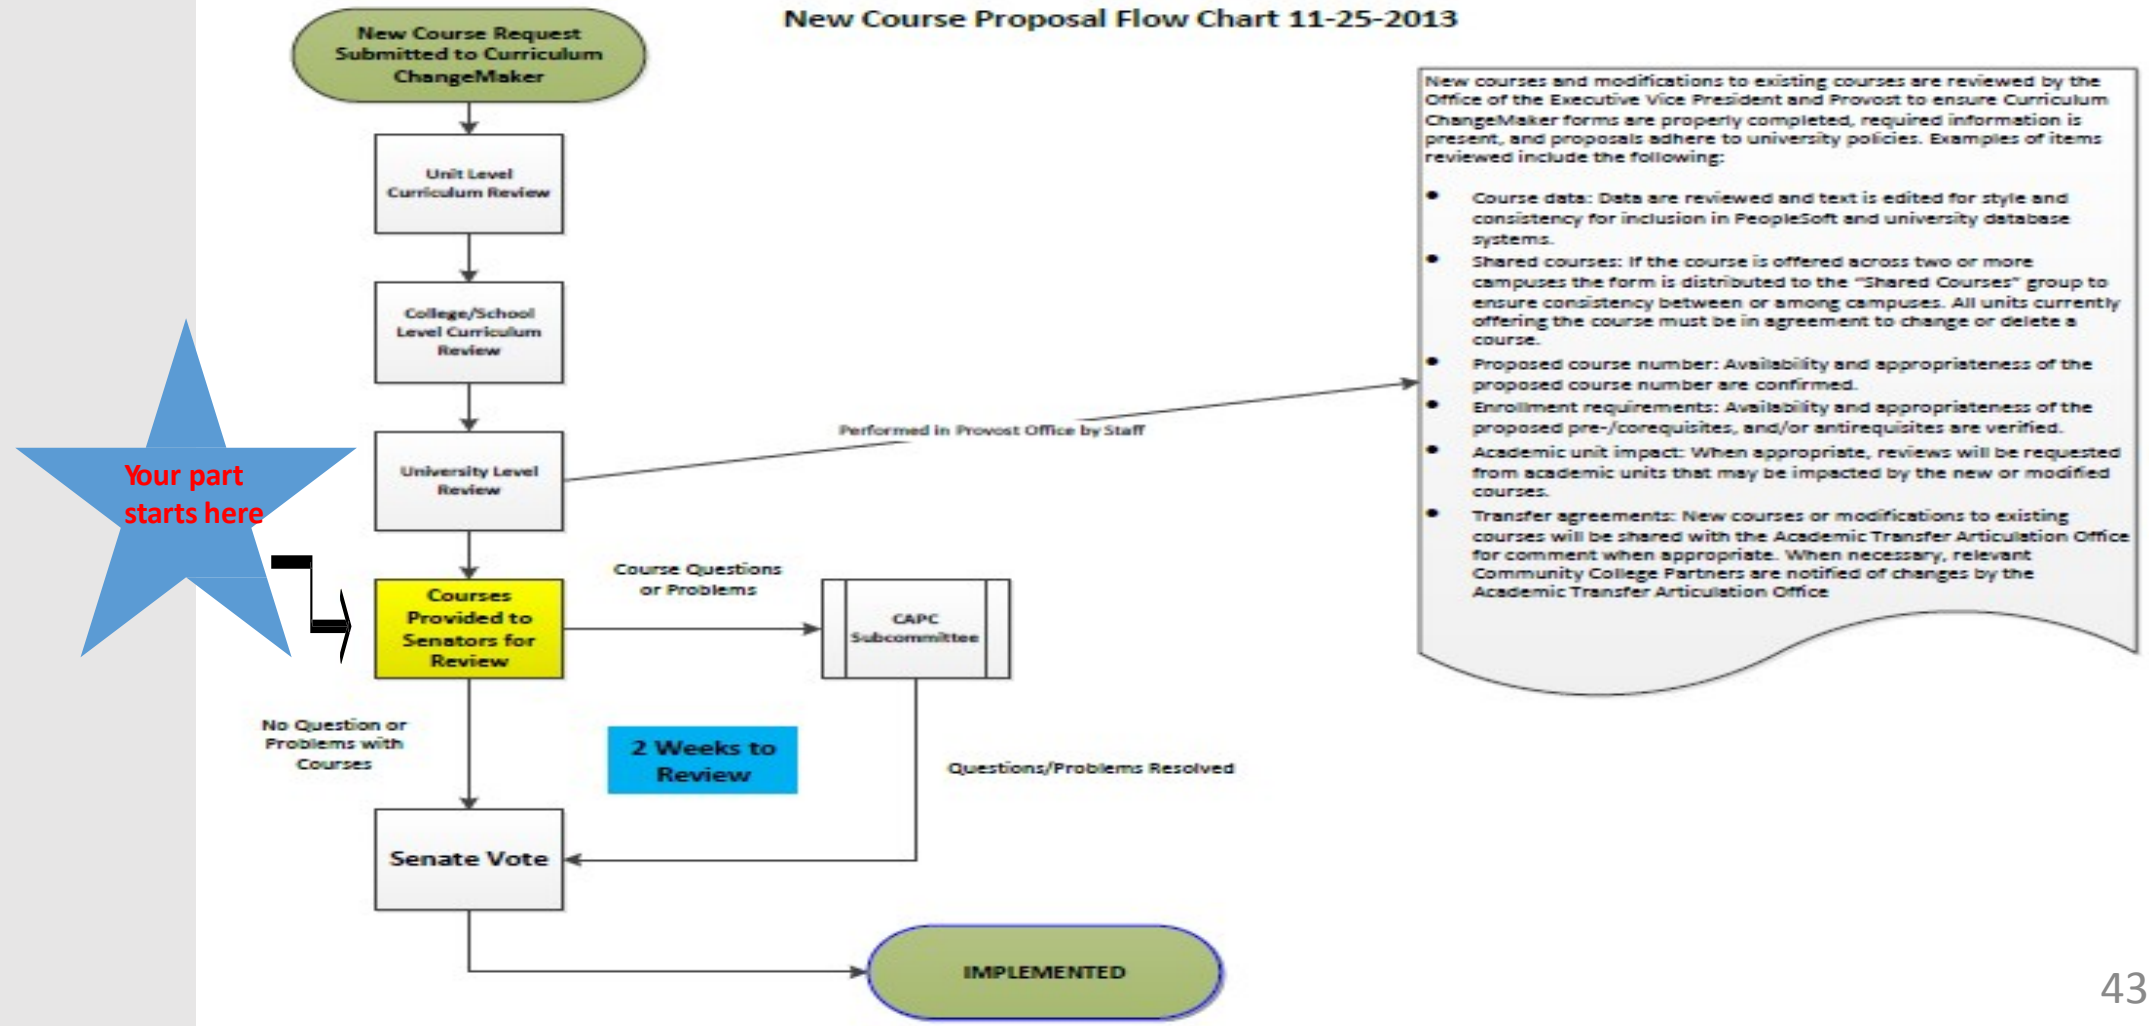 New Course Proposal Flow Chart 11-25-2013
New Course Request
Submitted to Curriculum
ChangeMaker
Unit Level
Curriculum Review
College/School
Level Curriculum
Review
University Level
Review
Performed in Provost Office by Staff
New courses and modifications to existing courses are reviewed by the
Office of the Executive Vice President and Provost to ensure Curriculum
ChangeMaker forms are properly completed, required information is
present, and proposals adhere to university policies. Examples of items
reviewed include the following:
• Course data: Data are reviewed and text is edited for style and
consistency for inclusion in PeopleSoft and university database
systems.
• Shared courses: If the course is offered across two or more
campuses the form is distributed to the "Shared Courses" group to
ensure consistency between or among campuses. All units currently
offering the course must be in agreement to change or delete a
course.
• Proposed course number: Availability and appropriateness of the
proposed course number are confirmed.
• Enrollment requirements: Availability and appropriateness of the
proposed pre-/corequisites, and/or antirequisites are verified.
• Academic unit impact: When appropriate, reviews will be requested
from academic units that may be impacted by the new or modified
courses.
• Transfer agreements: New courses or modifications to existing
courses will be shared with the Academic Transfer Articulation Office
for comment when appropriate. When necessary, relevant
Community College Partners are notified of changes by the
Academic Transfer Articulation Office
Your part
starts here
Courses
Provided to
Senators for
Review
Course Questions
or Problems
CAPC
Subcommittee
No Question or
Problems with
Courses
2 Weeks to
Review
Questions/Problems Resolved
Senate Vote
IMPLEMENTED
43